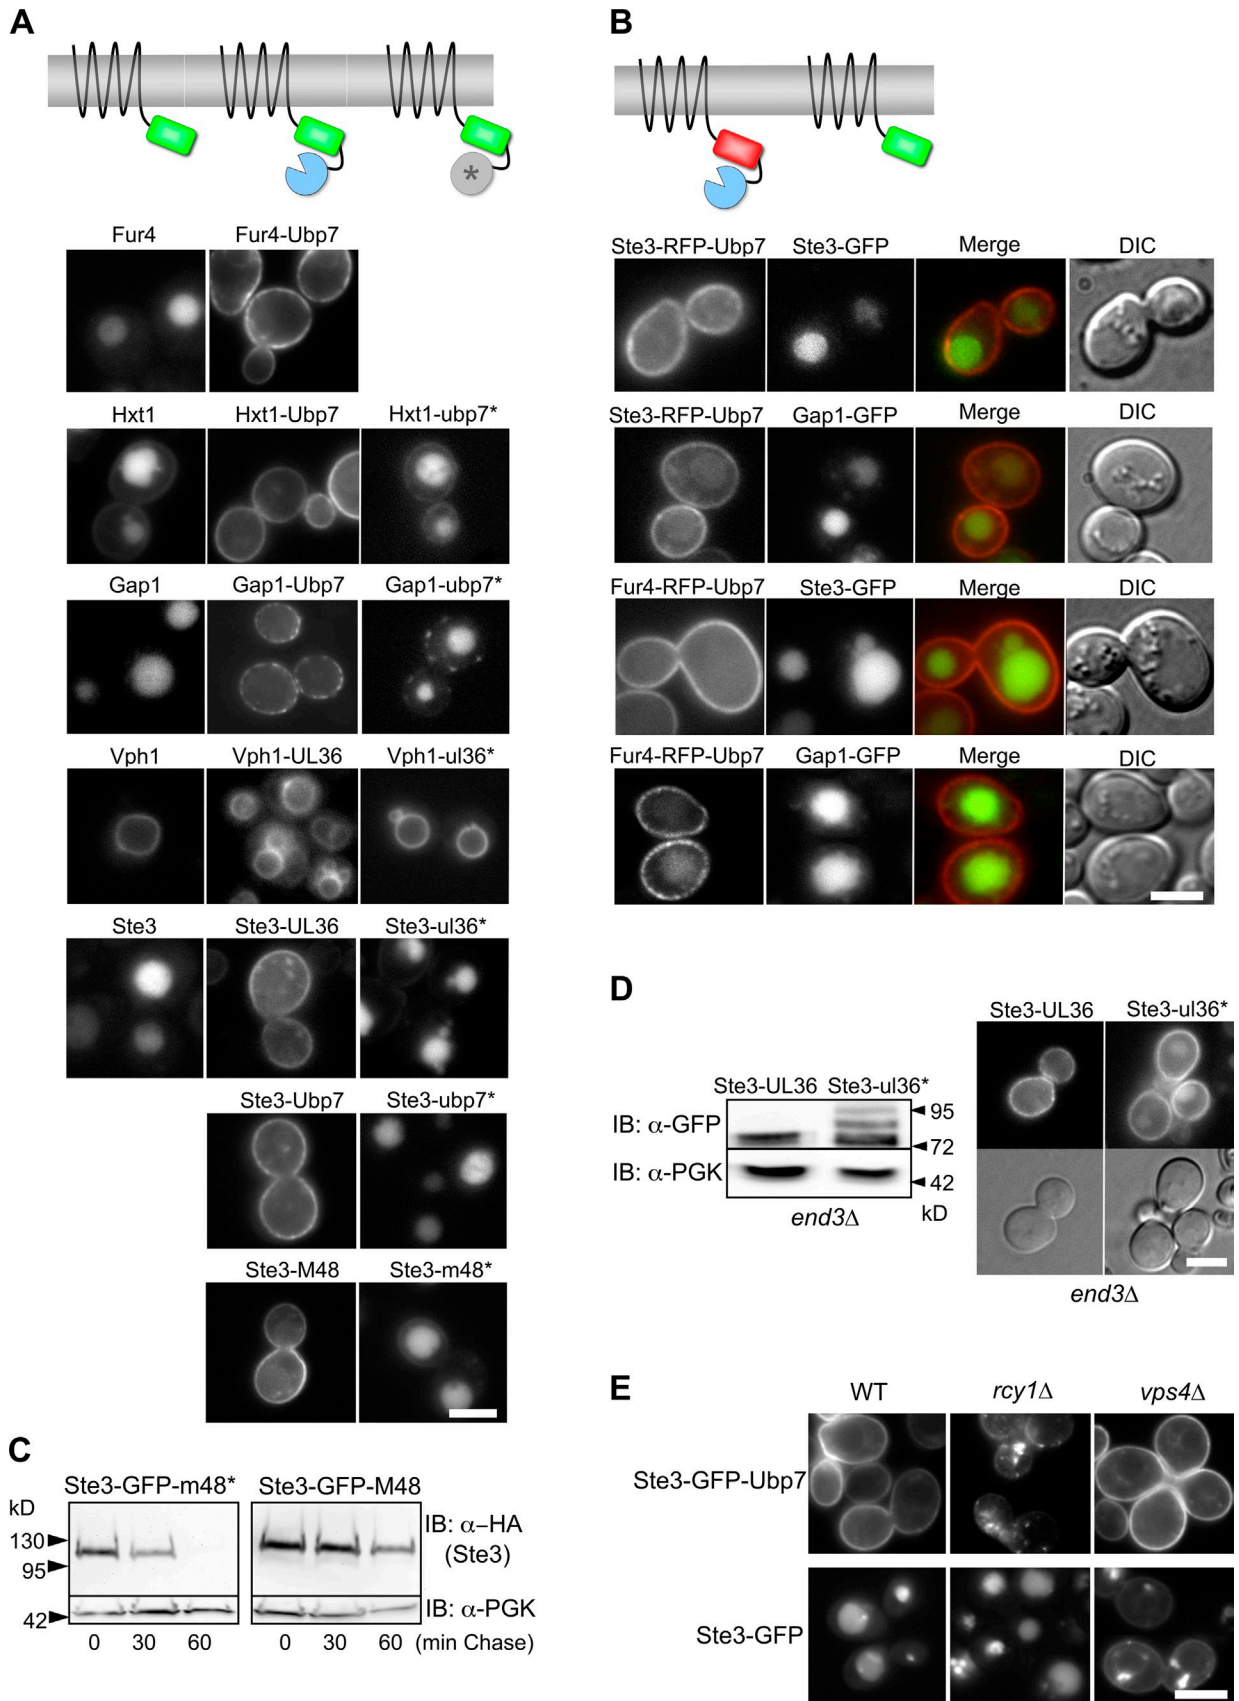 A
*
Fur4 Fur4-Ubp7
Hxt1 Hxt1-Ubp7 Hxt1-ubp7*
Gap1 Gap1-Ubp7 Gap1-ubp7*
Vph1 Vph1-UL36 Vph1-ul36*
Ste3 Ste3-UL36 Ste3-ul36*
Ste3-Ubp7 Ste3-ubp7*
Ste3-M48 Ste3-m48*
B
Ste3-RFP-Ubp7 Ste3-GFP Merge DIC
Ste3-RFP-Ubp7 Gap1-GFP Merge DIC
Fur4-RFP-Ubp7 Ste3-GFP Merge DIC
Fur4-RFP-Ubp7 Gap1-GFP Merge DIC
C
Ste3-GFP-m48* Ste3-GFP-M48
kD
130
95
42
IB: α–HA
(Ste3)
IB: α-PGK
0 30 60 0 30 60 (min Chase)
D
Ste3-UL36 Ste3-ul36*
IB: α-GFP
IB: α-PGK
95
72
42
kD
end3Δ
Ste3-UL36 Ste3-ul36*
end3Δ
E
WT rcy1Δ vps4Δ
Ste3-GFP-Ubp7
Ste3-GFP